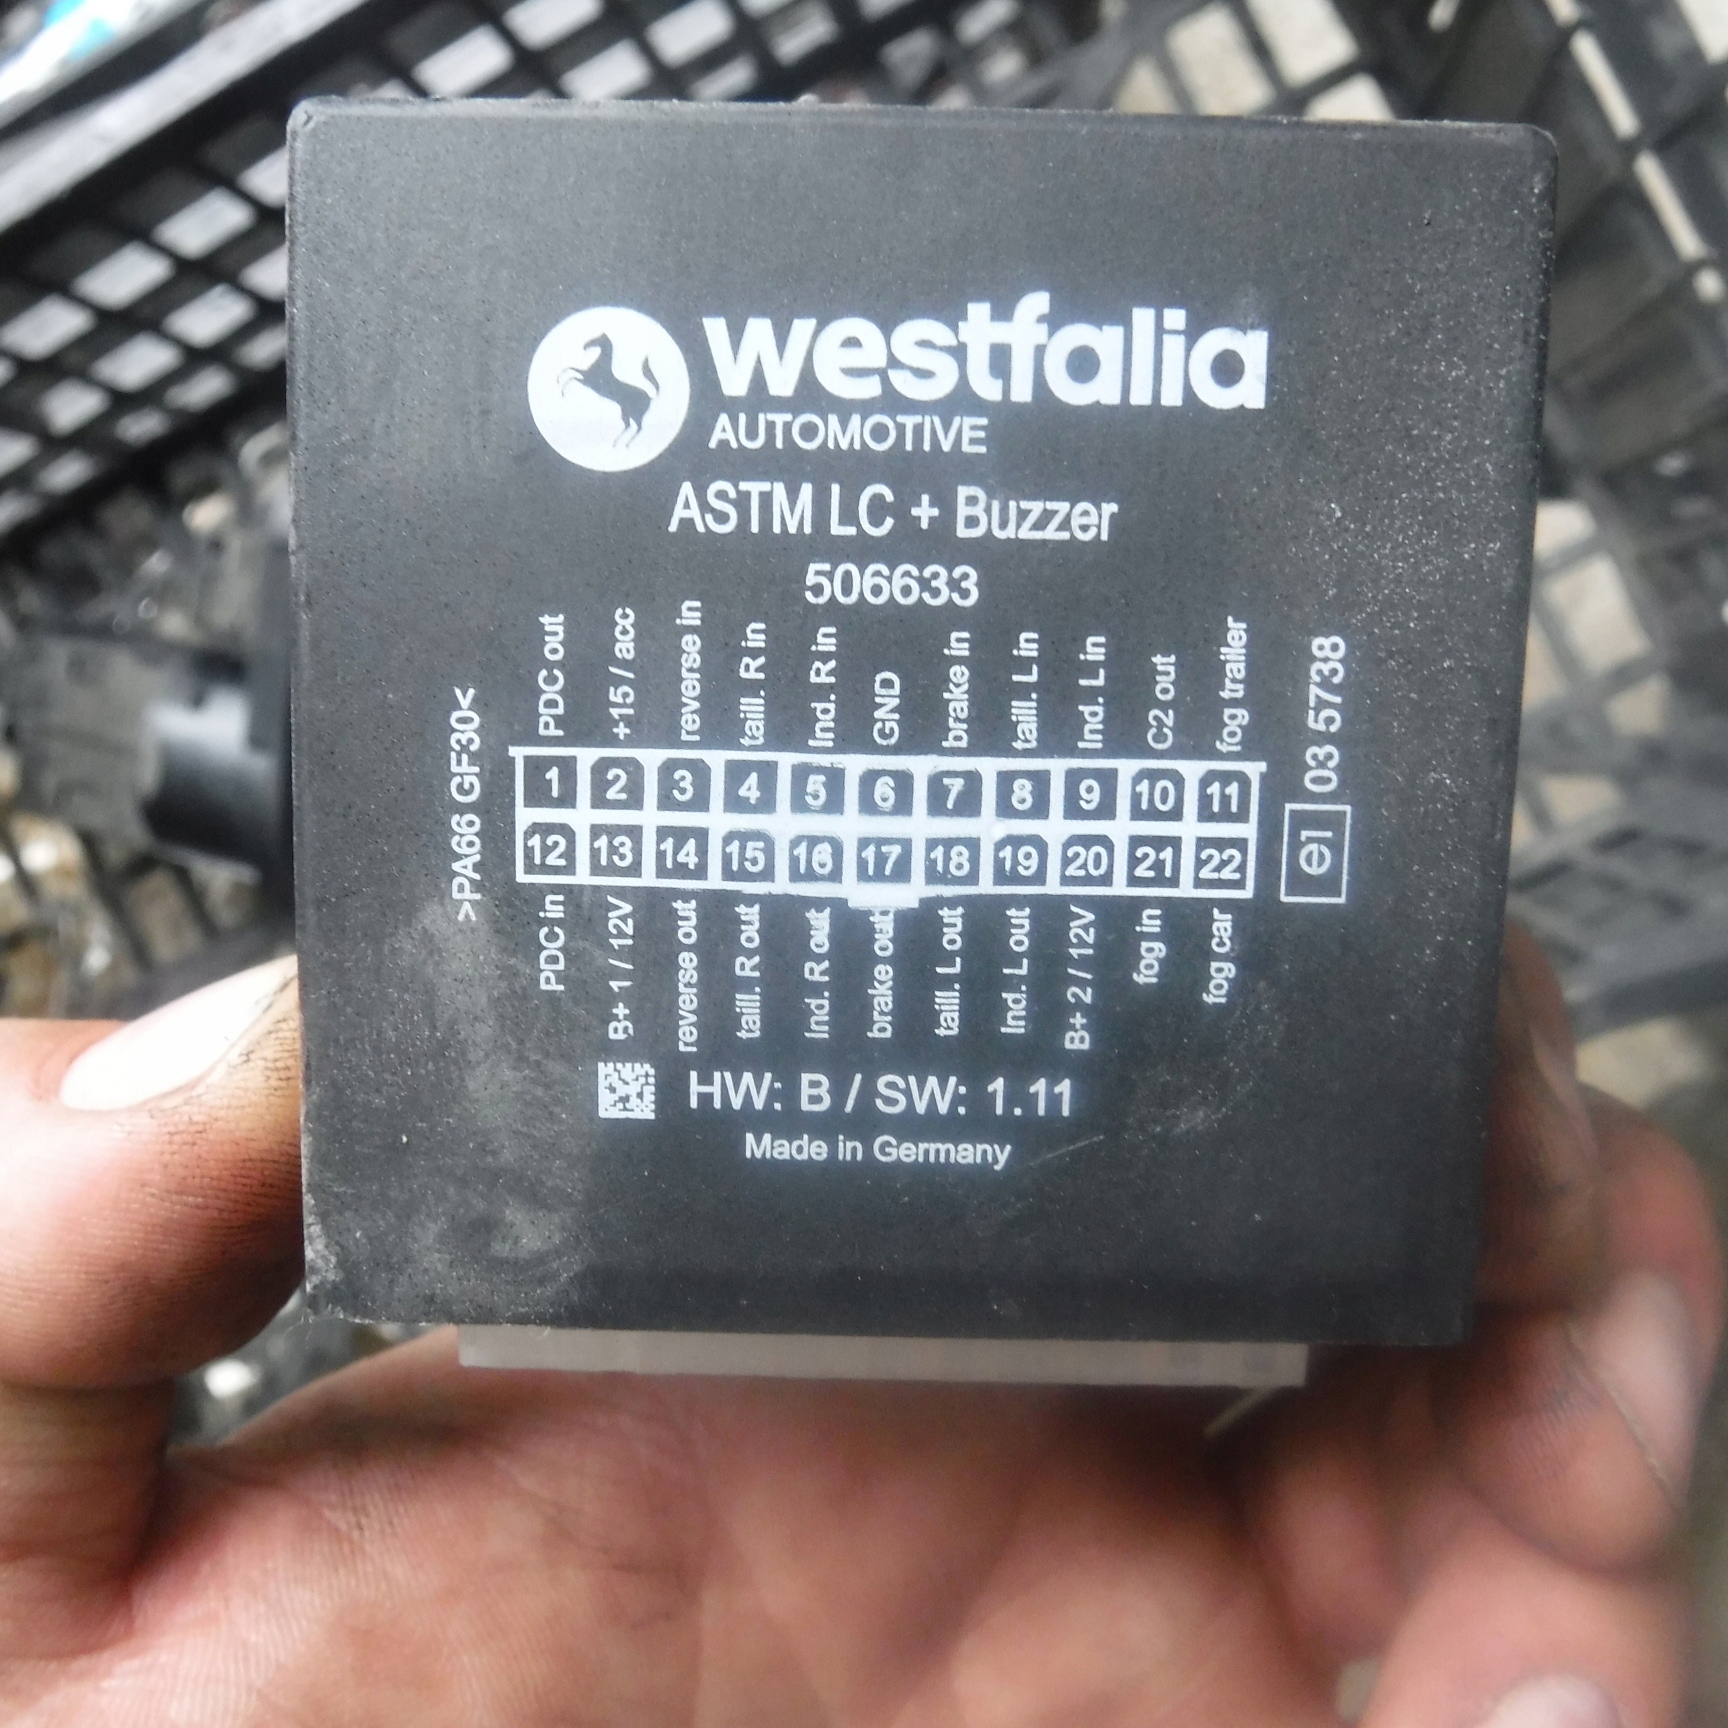 westfalia
AUTOMOTIVE
ASTM LC + Buzzer
506633
PDC out
+15 / acc
reverse in
taill. R in
Ind. R in
GND
brake in
taill. L in
Ind. L in
C2 out
fog trailer
>PA66 GF30<
1 2 3 4 5 6 7 8 9 10 11
12 13 14 15 16 17 18 19 20 21 22
e1 03 5738
PDC in
B+ 1 / 12V
reverse out
taill. R out
Ind. R out
brake out
taill. L out
Ind. L out
B+ 2 / 12V
fog in
fog car
HW: B / SW: 1.11
Made in Germany